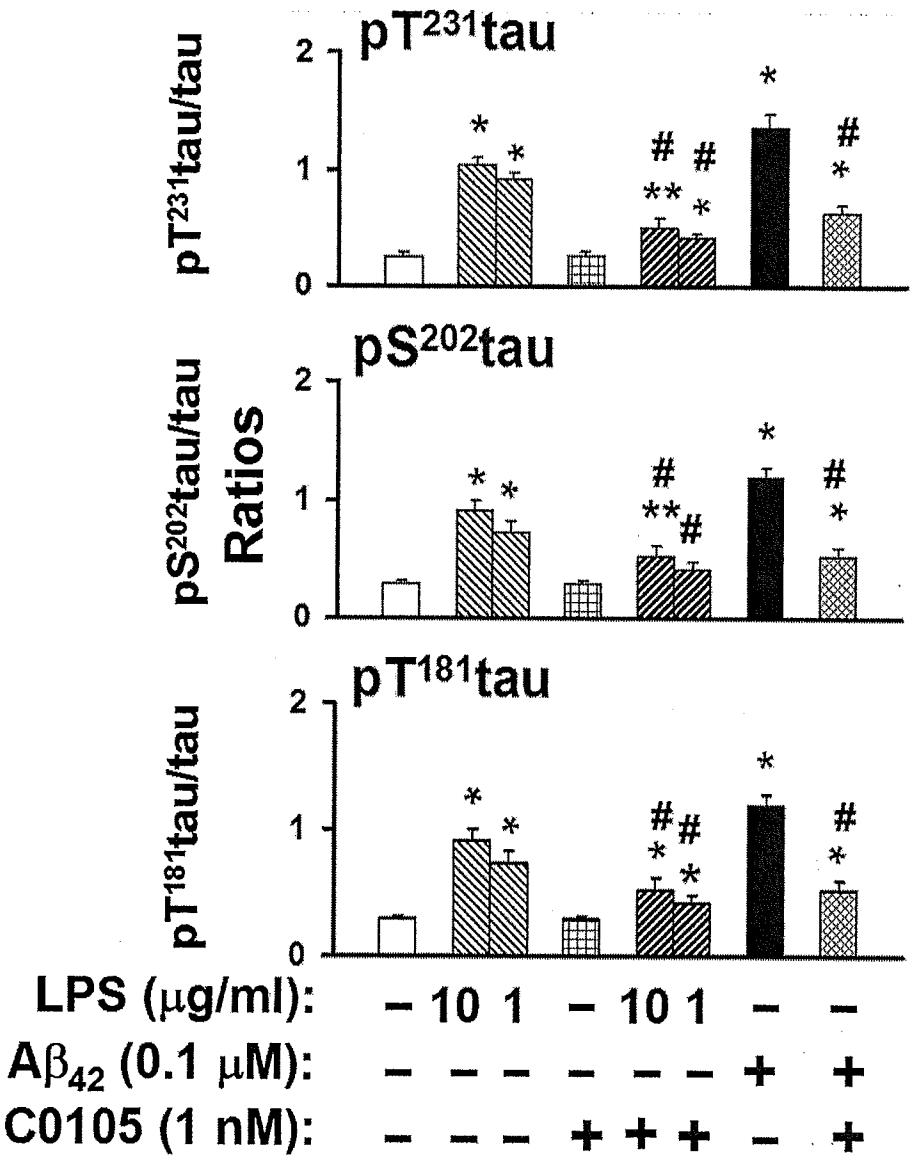 pT²³¹tau
pT²³¹tau/tau
2
1
0
* * # ** # * * # *
pS²⁰²tau
pS²⁰²tau/tau
Ratios
2
1
0
* * # ** # * # *
pT¹⁸¹tau
pT¹⁸¹tau/tau
2
1
0
* * # * # * * # *
LPS (μg/ml): – 10 1 – 10 1 – –
Aβ₄₂ (0.1 μM): – – – – – – + +
C0105 (1 nM): – – – + + + – +